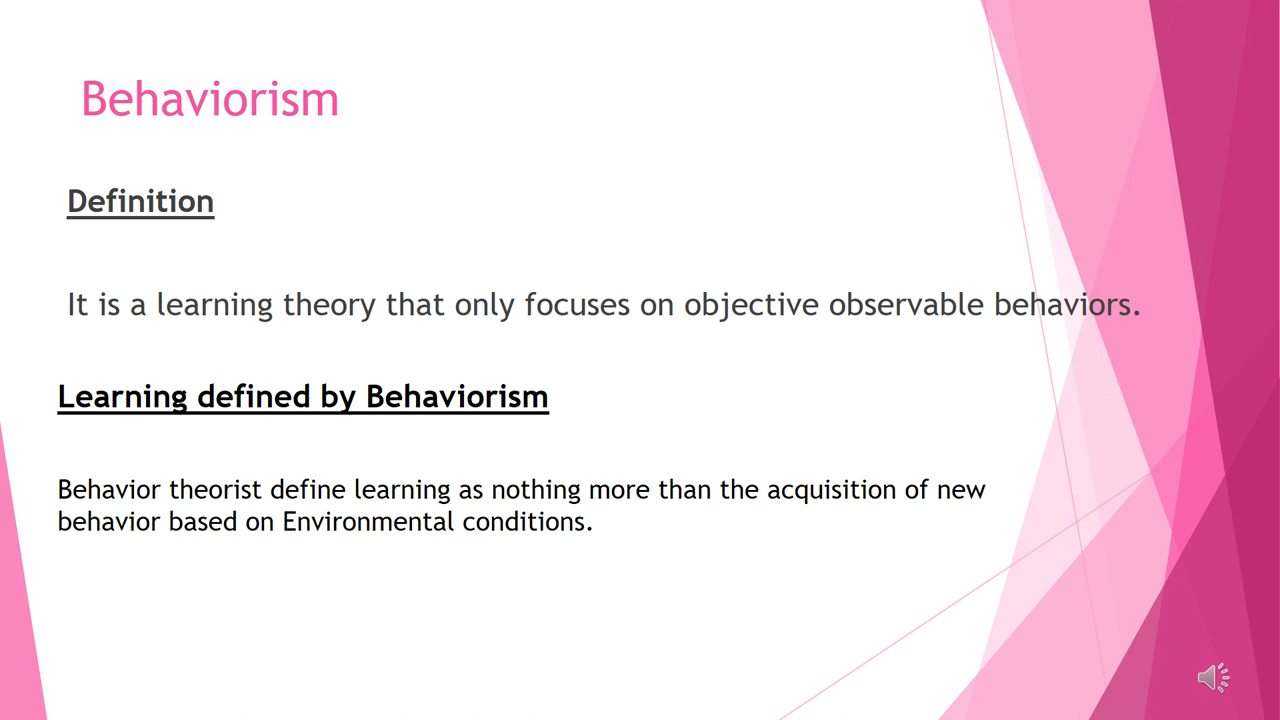 Behaviorism
Definition
It is a learning theory that only focuses on objective observable behaviors.
Learning defined by Behaviorism
Behavior theorist define learning as nothing more than the acquisition of new
behavior based on Environmental conditions.